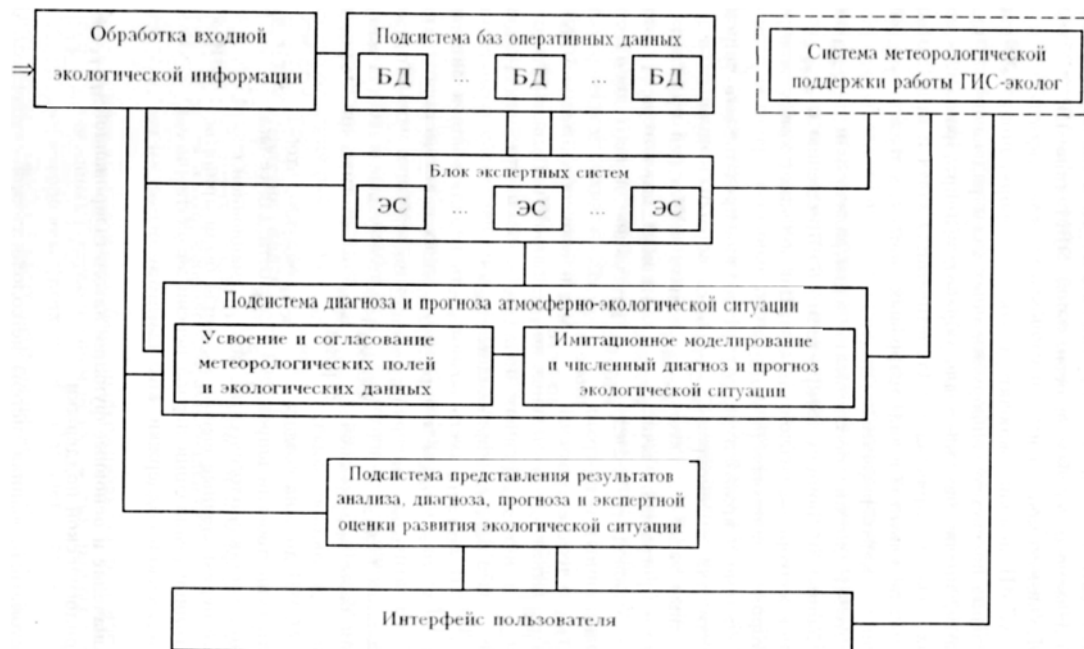 Обработка входной
экологической информации
Подсистема баз оперативных данных
БД ... БД ... БД
Система метеорологической
поддержки работы ГИС-эколог
Блок экспертных систем
ЭС ... ЭС ... ЭС
Подсистема диагноза и прогноза атмосферно-экологической ситуации
Усвоение и согласование
метеорологических полей
и экологических данных
Имитационное моделирование
и численный диагноз и прогноз
экологической ситуации
Подсистема представления результатов
анализа, диагноза, прогноза и экспертной
оценки развития экологической ситуации
Интерфейс пользователя